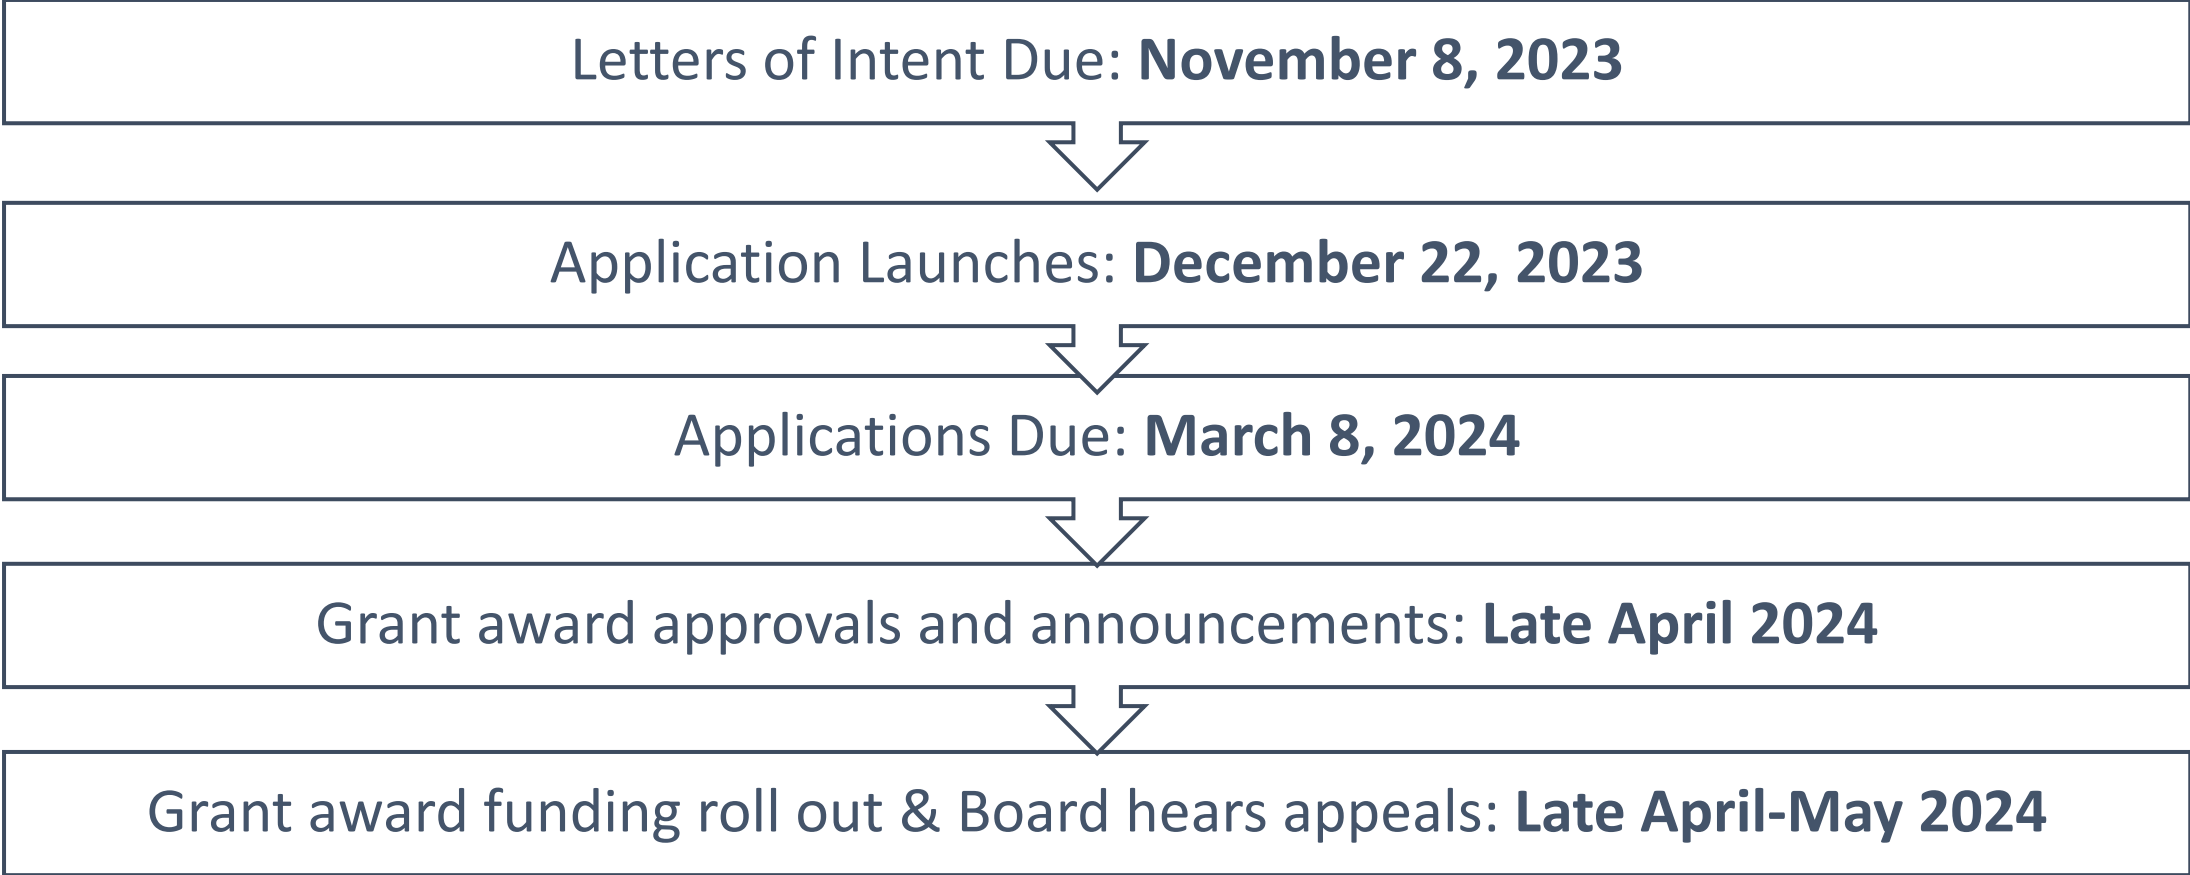 Letters of Intent Due: November 8, 2023
Application Launches: December 22, 2023
Applications Due: March 8, 2024
Grant award approvals and announcements: Late April 2024
Grant award funding roll out & Board hears appeals: Late April-May 2024